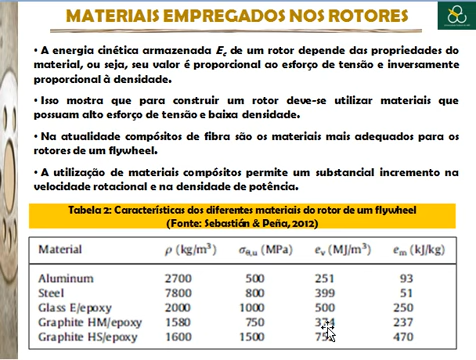 MATERIAIS EMPREGADOS NOS ROTORES
• A energia cinética armazenada Ec de um rotor depende das propriedades do
material, ou seja, seu valor é proporcional ao esforço de tensão e inversamente
proporcional à densidade.
• Isso mostra que para construir um rotor deve-se utilizar materiais que
possuam alto esforço de tensão e baixa densidade.
• Na atualidade compósitos de fibra são os materiais mais adequados para os
rotores de um flywheel.
• A utilização de materiais compósitos permite um substancial incremento na
velocidade rotacional e na densidade de potência.
Tabela 2: Características dos diferentes materiais do rotor de um flywheel
(Fonte: Sebastián & Peña, 2012)
Material ρ (kg/m³) σθ,u (MPa) ev (MJ/m³) em (kJ/kg)
Aluminum 2700 500 251 93
Steel 7800 800 399 51
Glass E/epoxy 2000 1000 500 250
Graphite HM/epoxy 1580 750 237
Graphite HS/epoxy 1600 1500 470